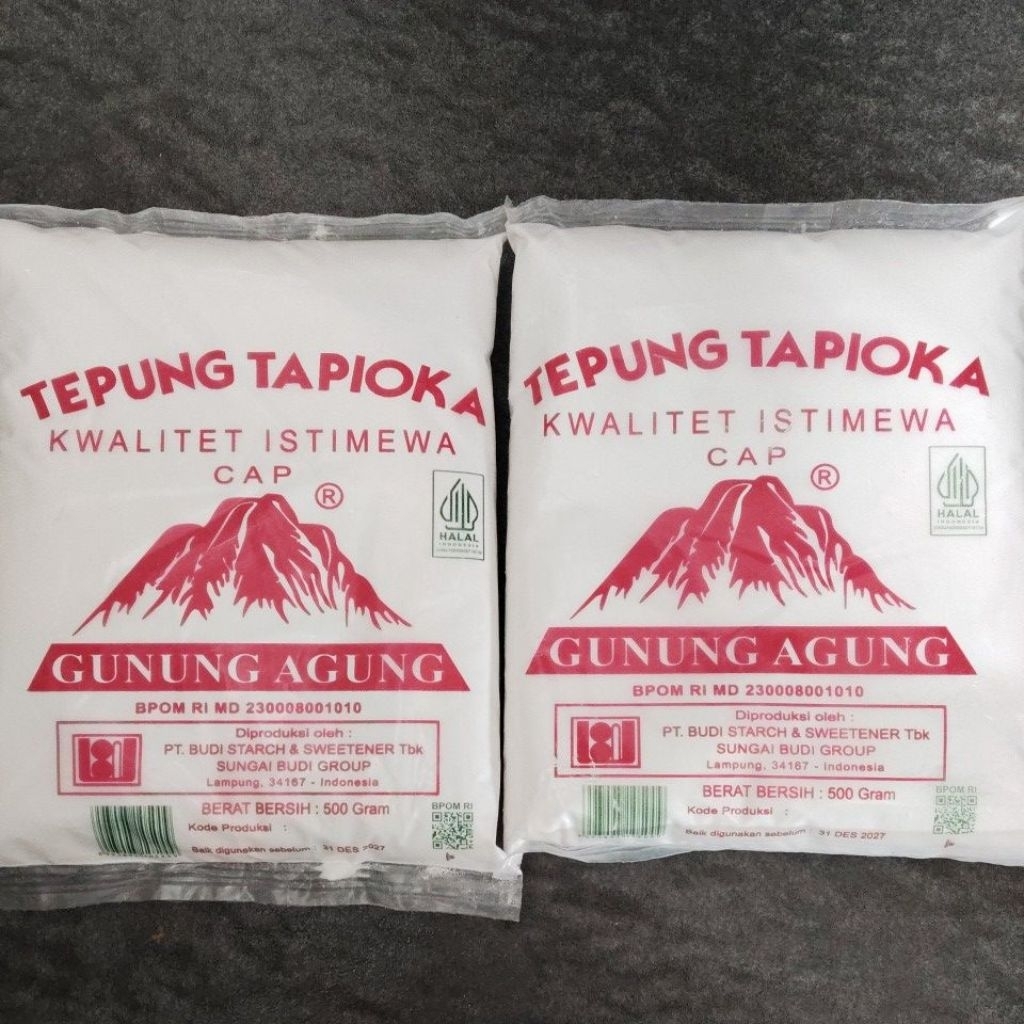 TEPUNG TAPIOKA
KWALITET ISTIMEWA
CAP ®
HALAL
INDONESIA
GUNUNG AGUNG
BPOM RI MD 230008001010
Diproduksi oleh :
PT. BUDI STARCH & SWEETENER Tbk
SUNGAI BUDI GROUP
Lampung, 34167 - Indonesia
BERAT BERSIH : 500 Gram
BPOM RI
Kode Produksi :
Baik digunakan sebelum : 31 DES 2027
TEPUNG TAPIOKA
KWALITET ISTIMEWA
CAP ®
HALAL
INDONESIA
GUNUNG AGUNG
BPOM RI MD 230008001010
Diproduksi oleh :
PT. BUDI STARCH & SWEETENER Tbk
SUNGAI BUDI GROUP
Lampung, 34167 - Indonesia
BERAT BERSIH : 500 Gram
BPOM RI
Kode Produksi :
Baik digunakan sebelum : 31 DES 2027